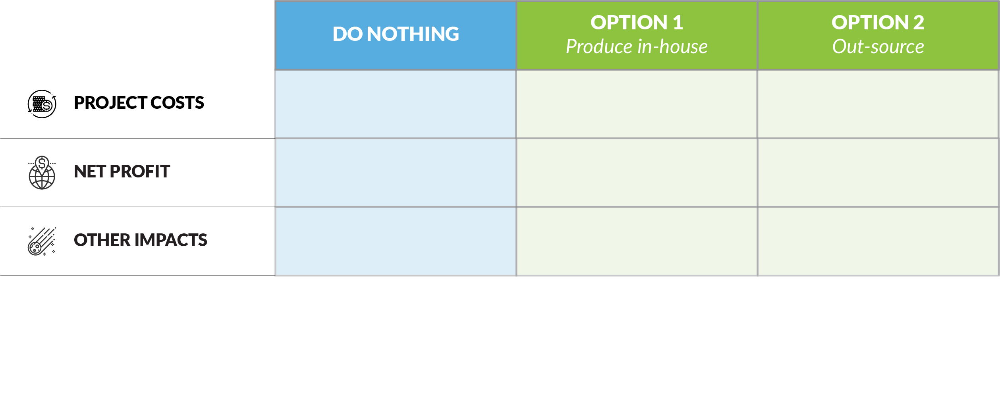 DO NOTHING
OPTION 1
Produce in-house
OPTION 2
Out-source
PROJECT COSTS
NET PROFIT
OTHER IMPACTS